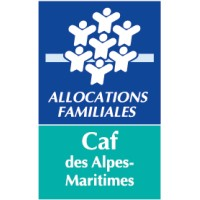 ALLOCATIONS
FAMILIALES
Caf
des Alpes-
Maritimes